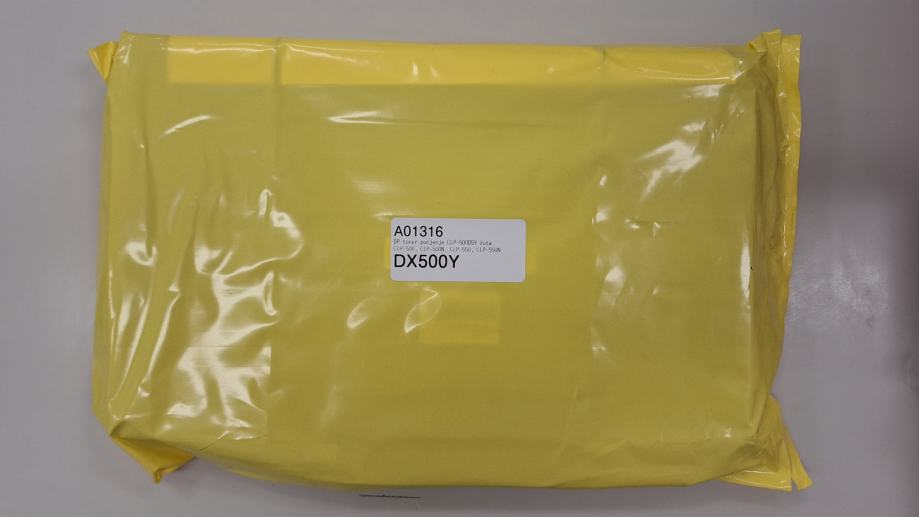 A01316
DP toner punjenje CLP-500D5Y žuta
CLP-500, CLP-500N, CLP-550, CLP-550N
DX500Y